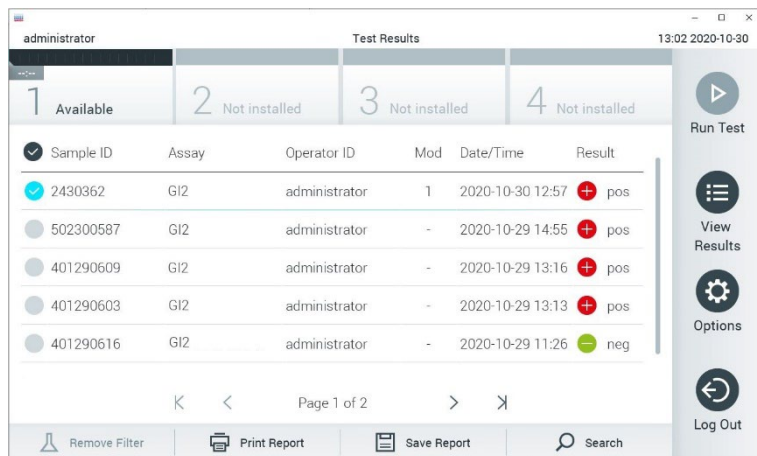 administrator Test Results 13:02 2020-10-30
--:--
1 Available 2 Not installed 3 Not installed 4 Not installed
Run Test
Sample ID Assay Operator ID Mod Date/Time Result
2430362 GI2 administrator 1 2020-10-30 12:57 pos
502300587 GI2 administrator - 2020-10-29 14:55 pos
View
Results
401290609 GI2 administrator - 2020-10-29 13:16 pos
401290603 GI2 administrator - 2020-10-29 13:13 pos
Options
401290616 GI2 administrator - 2020-10-29 11:26 neg
Page 1 of 2
Log Out
Remove Filter Print Report Save Report Search